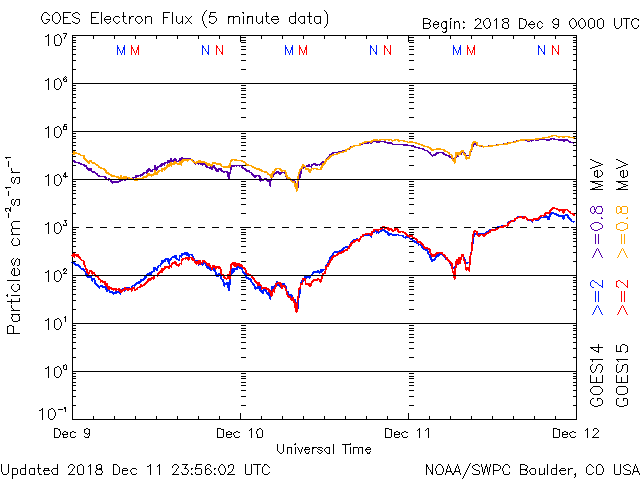 GOES Electron Flux (5 minute data)
Begin: 2018 Dec 9 0000 UTC
10⁷
M M N N M M N N M M N N
10⁶
10⁵
10⁴
10³
10²
10¹
10⁰
10⁻¹
Particles cm⁻²s⁻¹sr⁻¹
GOES14 >=2 >=0.8 MeV
GOES15 >=2 >=0.8 MeV
Dec 9 Dec 10 Dec 11 Dec 12
Universal Time
Updated 2018 Dec 11 23:56:02 UTC
NOAA/SWPC Boulder, CO USA